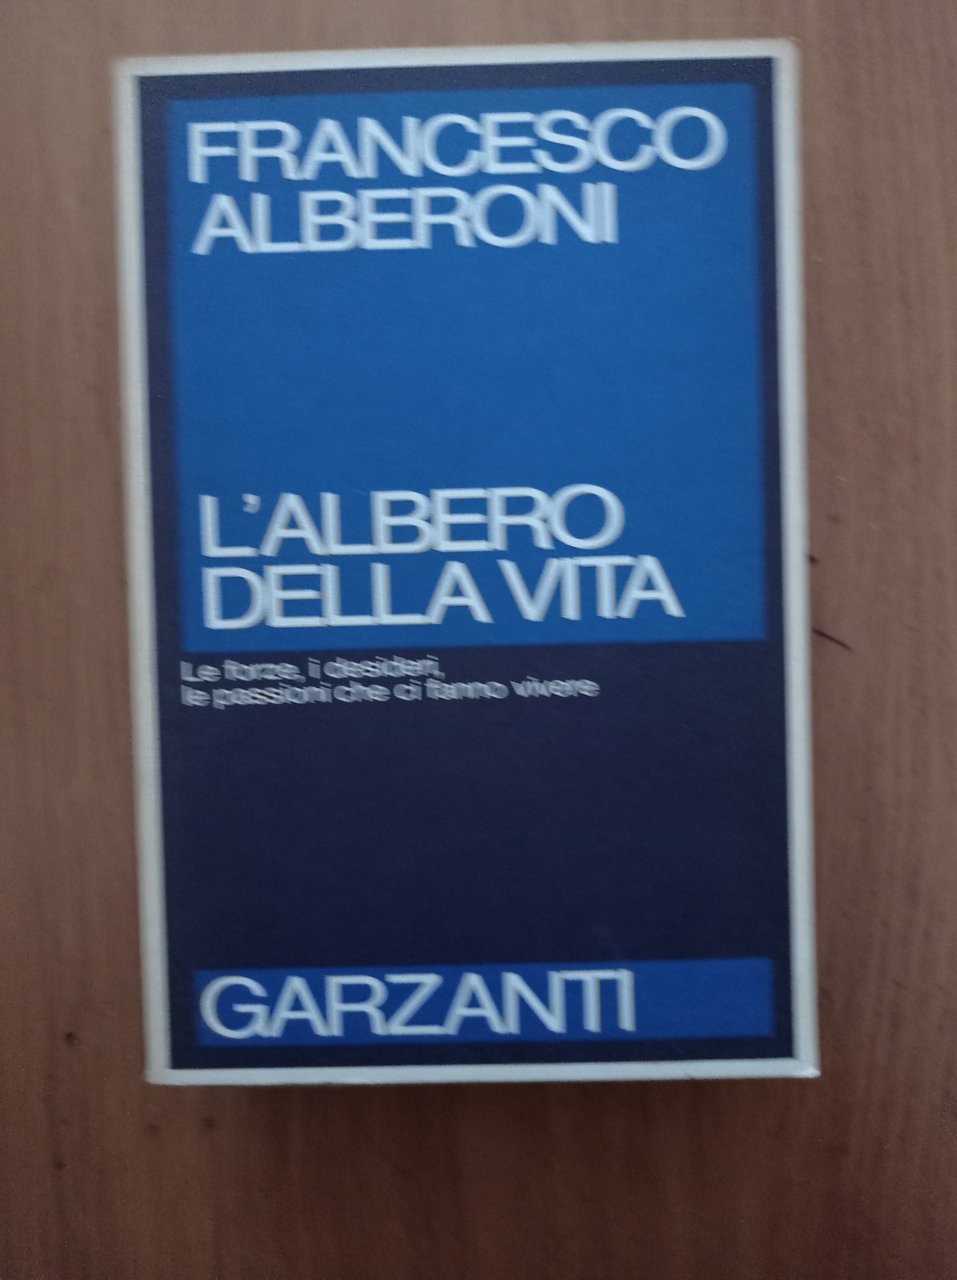 FRANCESCO
ALBERONI
L'ALBERO
DELLA VITA
Le forze, i desideri,
le passioni che ci fanno vivere
GARZANTI